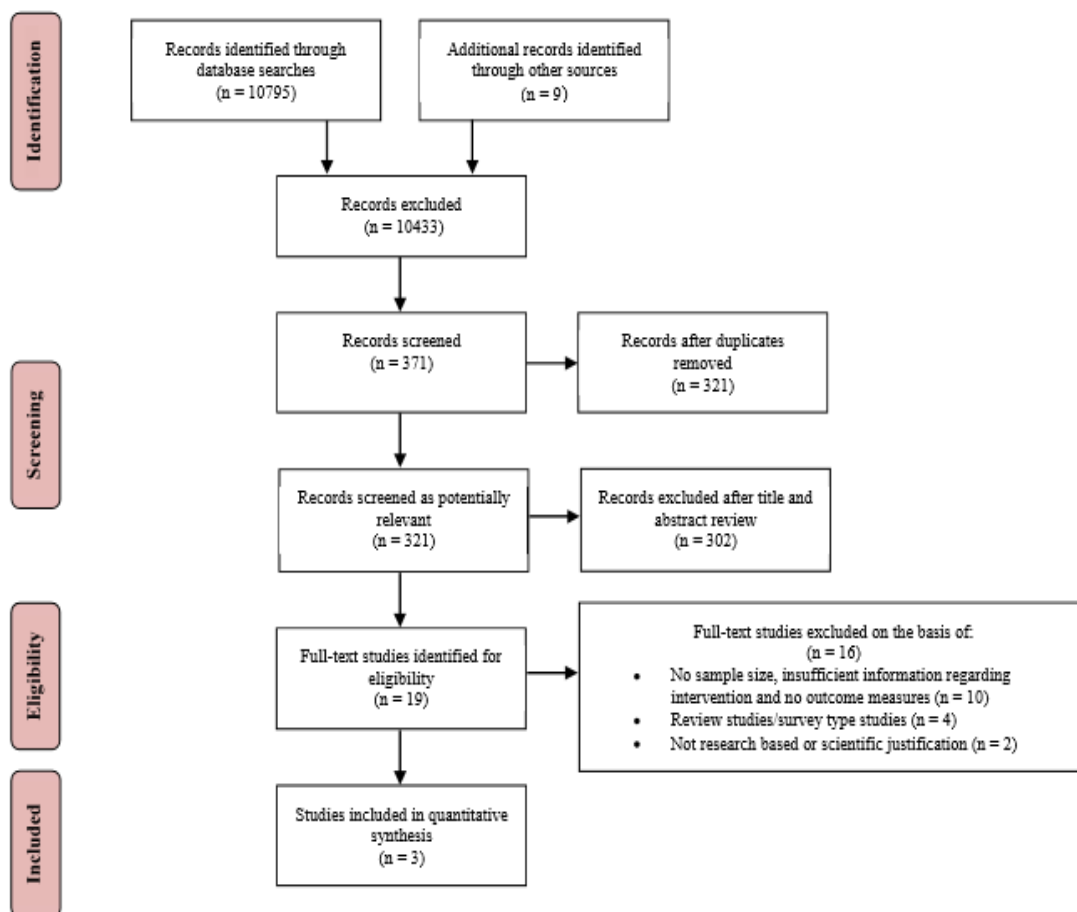 Identification
Records identified through
database searches
(n = 10795)
Additional records identified
through other sources
(n = 9)
Records excluded
(n = 10433)
Screening
Records screened
(n = 371)
Records after duplicates
removed
(n = 321)
Records screened as potentially
relevant
(n = 321)
Records excluded after title and
abstract review
(n = 302)
Eligibility
Full-text studies identified for
eligibility
(n = 19)
Full-text studies excluded on the basis of:
(n = 16)
• No sample size, insufficient information regarding
intervention and no outcome measures (n = 10)
• Review studies/survey type studies (n = 4)
• Not research based or scientific justification (n = 2)
Included
Studies included in quantitative
synthesis
(n = 3)